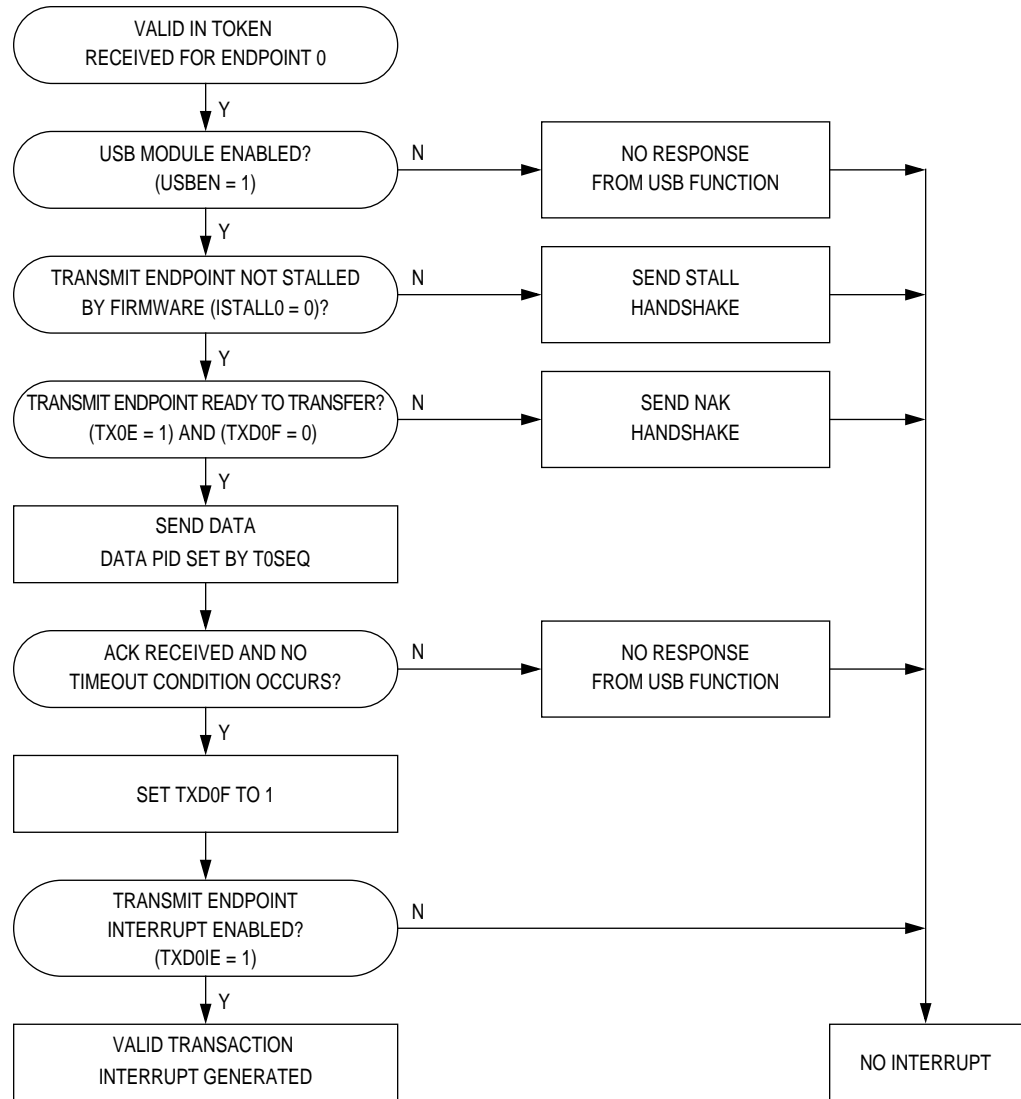 VALID IN TOKEN
RECEIVED FOR ENDPOINT 0
Y
USB MODULE ENABLED?
(USBEN = 1)
N
NO RESPONSE
FROM USB FUNCTION
Y
TRANSMIT ENDPOINT NOT STALLED
BY FIRMWARE (ISTALL0 = 0)?
N
SEND STALL
HANDSHAKE
Y
TRANSMIT ENDPOINT READY TO TRANSFER?
(TX0E = 1) AND (TXD0F = 0)
N
SEND NAK
HANDSHAKE
Y
SEND DATA
DATA PID SET BY T0SEQ
ACK RECEIVED AND NO
TIMEOUT CONDITION OCCURS?
N
NO RESPONSE
FROM USB FUNCTION
Y
SET TXD0F TO 1
TRANSMIT ENDPOINT
INTERRUPT ENABLED?
(TXD0IE = 1)
N
Y
VALID TRANSACTION
INTERRUPT GENERATED
NO INTERRUPT